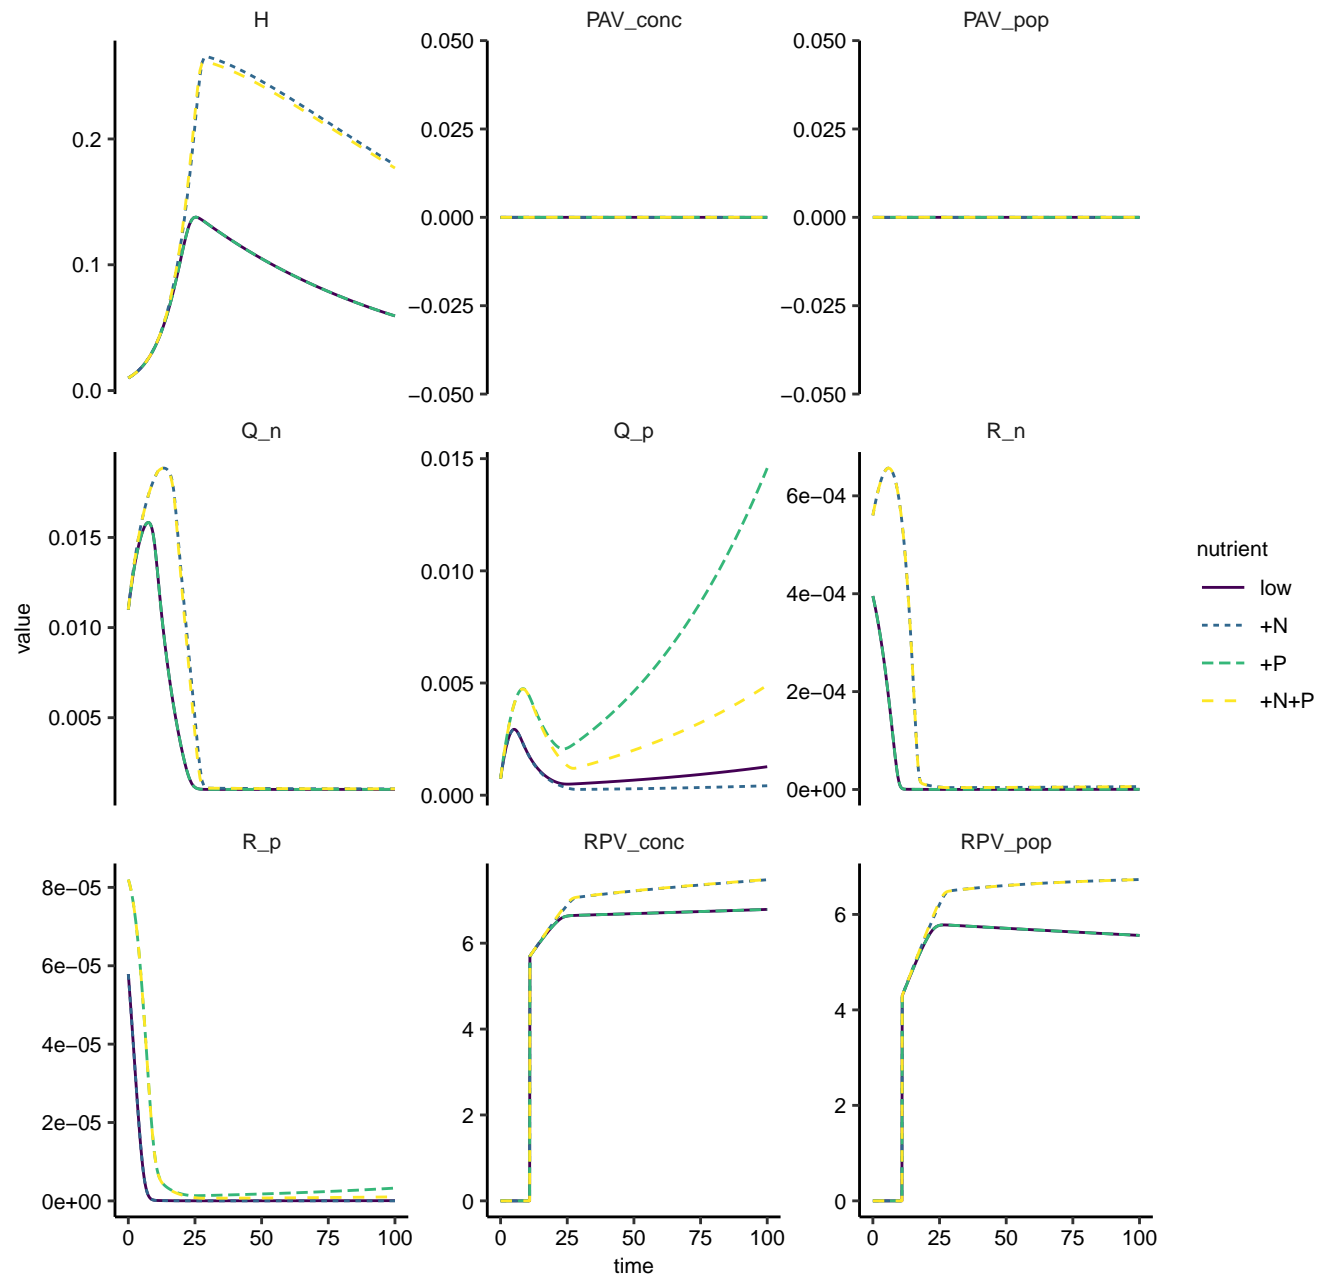 H PAV_conc PAV_pop
0.050 0.050
0.2 0.025 0.025
0.000 0.000
0.1
−0.025 −0.025
0.0 −0.050 −0.050
Q_n Q_p R_n
0.015
6e−04
0.015
0.010 4e−04
0.010
0.005 2e−04
0.005
0.000 0e+00
value
nutrient
low
+N
+P
+N+P
R_p RPV_conc RPV_pop
8e−05
6e−05 6 6
4e−05 4 4
2e−05 2 2
0e+00 0 0
0 25 50 75 100 0 25 50 75 100 0 25 50 75 100
time